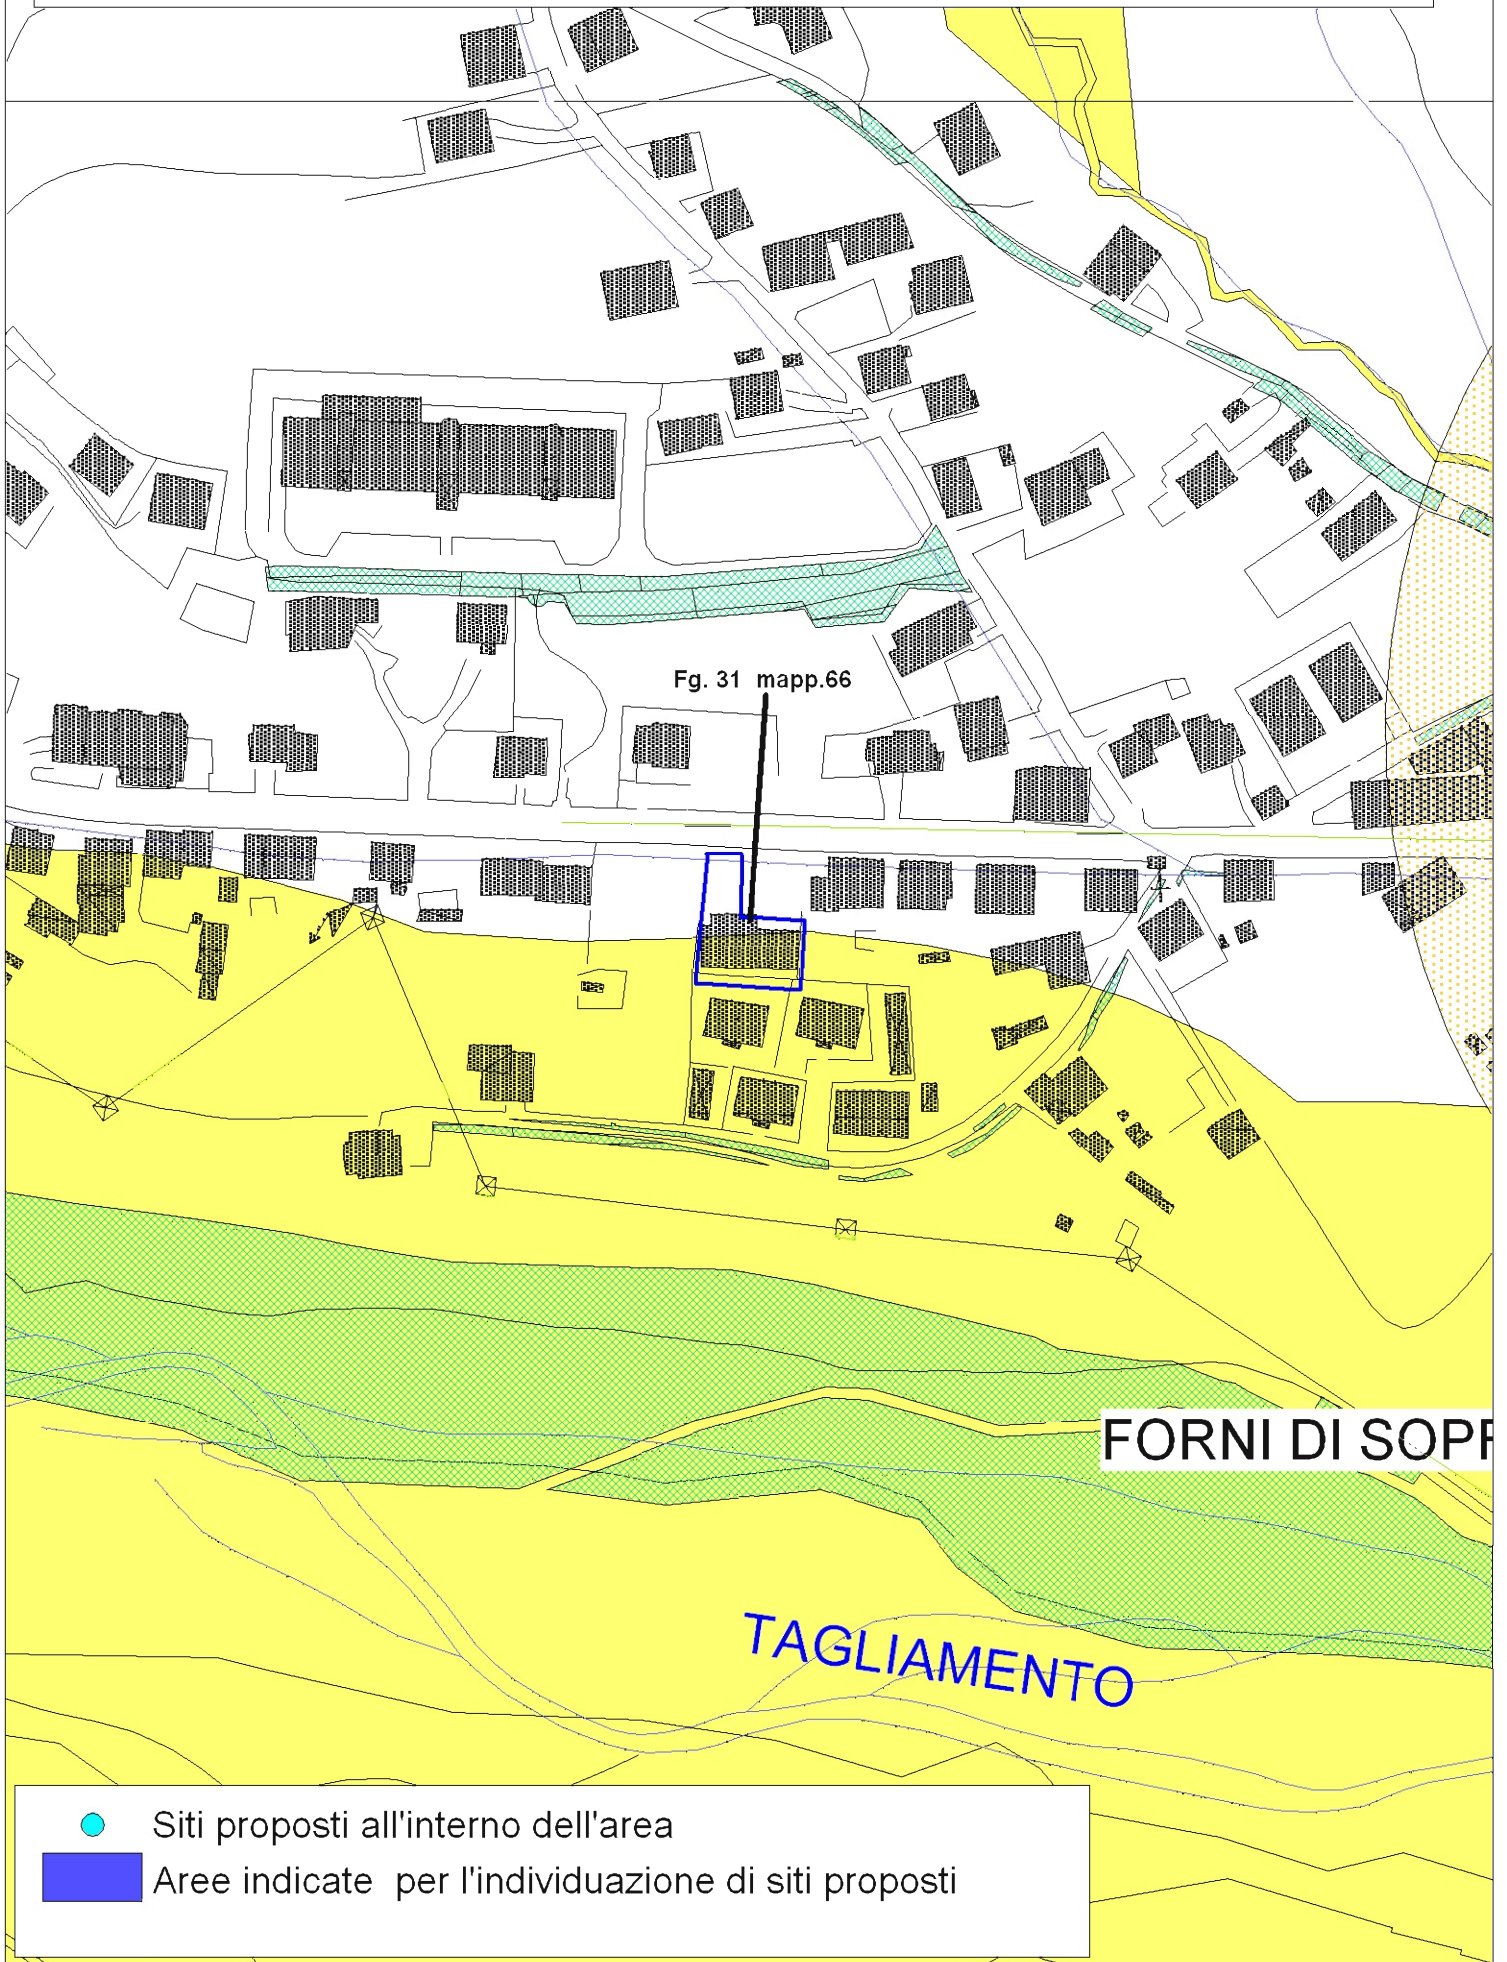 Fg. 31 mapp.66
FORNI DI SOPR
TAGLIAMENTO
Siti proposti all'interno dell'area
Aree indicate per l'individuazione di siti proposti